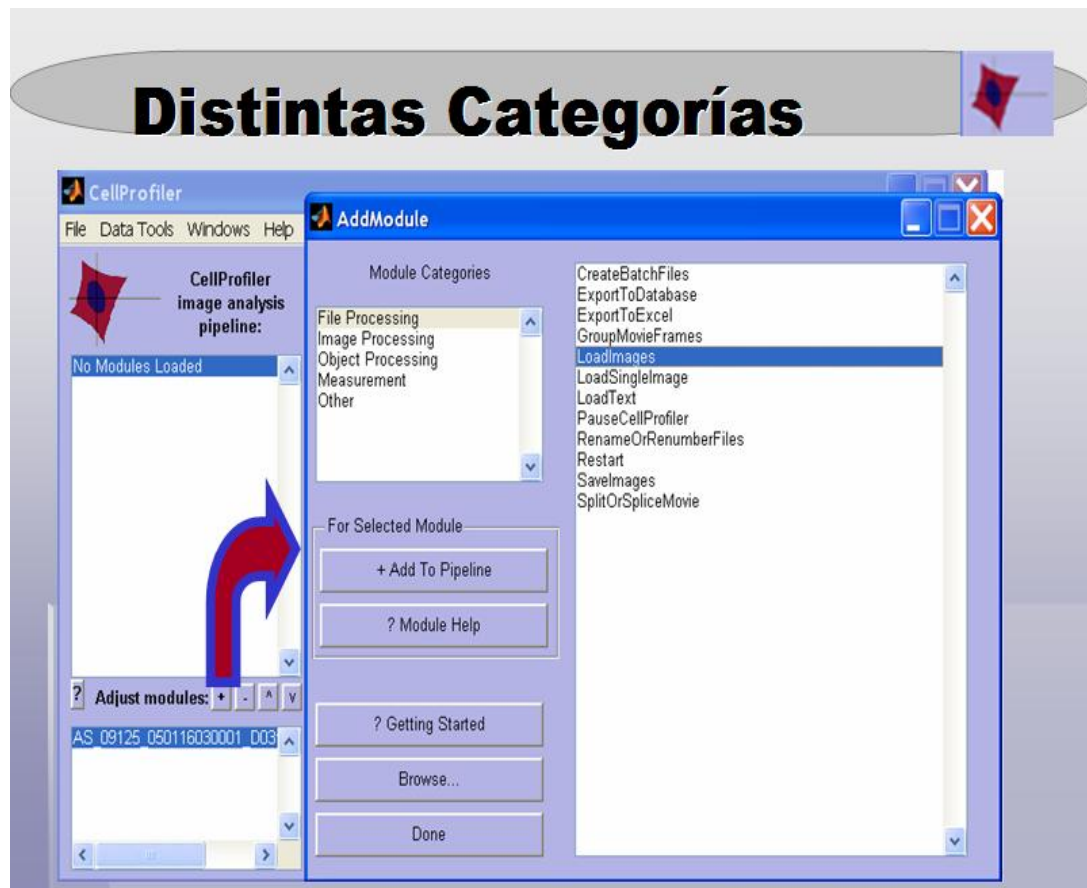 Distintas Categorías
CellProfiler
File Data Tools Windows Help
CellProfiler
image analysis
pipeline:
No Modules Loaded
? Adjust modules: + - ^ v
AS_09125_050116030001_D03
AddModule
Module Categories
File Processing
Image Processing
Object Processing
Measurement
Other
For Selected Module
+ Add To Pipeline
? Module Help
? Getting Started
Browse...
Done
CreateBatchFiles
ExportToDatabase
ExportToExcel
GroupMovieFrames
LoadImages
LoadSingleImage
LoadText
PauseCellProfiler
RenameOrRenumberFiles
Restart
SaveImages
SplitOrSpliceMovie